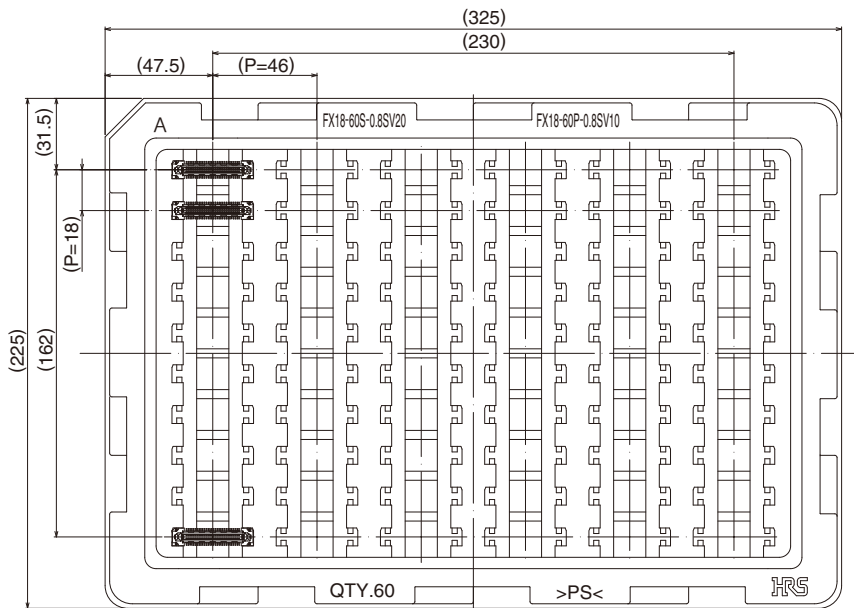 (325)
(230)
(47.5)
(P=46)
(31.5)
A
FX18-60S-0.8SV20
FX18-60P-0.8SV10
(P=18)
(225)
(162)
QTY.60
>PS<
HRS